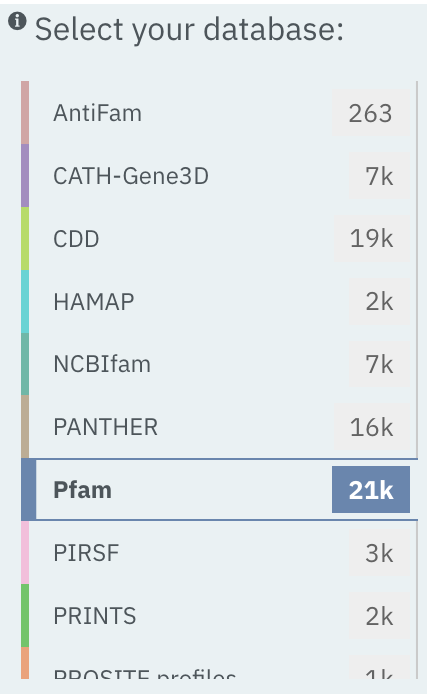 Select your database:
AntiFam 263
CATH-Gene3D 7k
CDD 19k
HAMAP 2k
NCBIfam 7k
PANTHER 16k
Pfam 21k
PIRSF 3k
PRINTS 2k
PROSITE profiles 1k